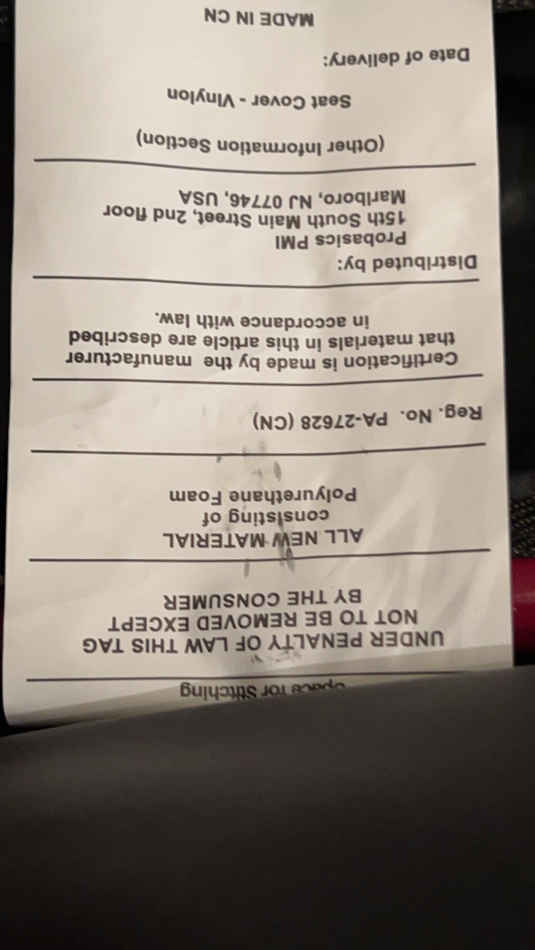 Space for Stitching
UNDER PENALTY OF LAW THIS TAG
NOT TO BE REMOVED EXCEPT
BY THE CONSUMER
ALL NEW MATERIAL
consisting of
Polyurethane Foam
Reg. No. PA-27628 (CN)
Certification is made by the manufacturer
that materials in this article are described
in accordance with law.
Distributed by:
Probasics PMI
15th South Main Street, 2nd floor
Marlboro, NJ 07746, USA
(Other Information Section)
Seat Cover - Vlnylon
Date of delivery:
MADE IN CN